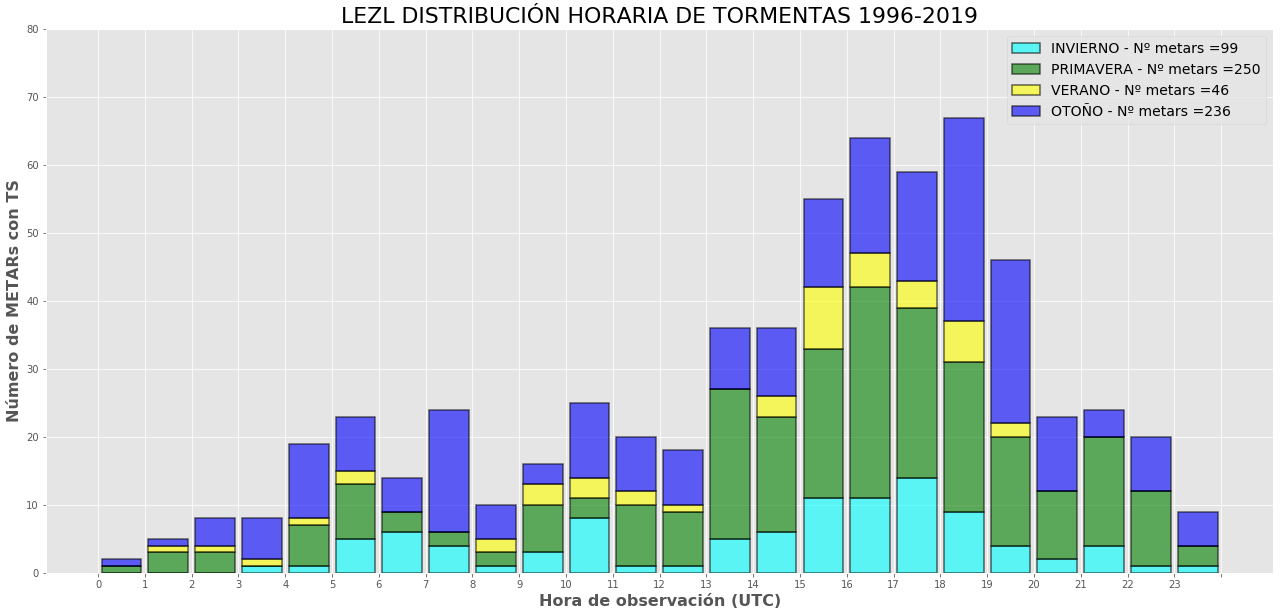 LEZL DISTRIBUCIÓN HORARIA DE TORMENTAS 1996-2019
INVIERNO - Nº metars =99
PRIMAVERA - Nº metars =250
VERANO - Nº metars =46
OTOÑO - Nº metars =236
Número de METARs con TS
80
70
60
50
40
30
20
10
0
0 1 2 3 4 5 6 7 8 9 10 11 12 13 14 15 16 17 18 19 20 21 22 23
Hora de observación (UTC)